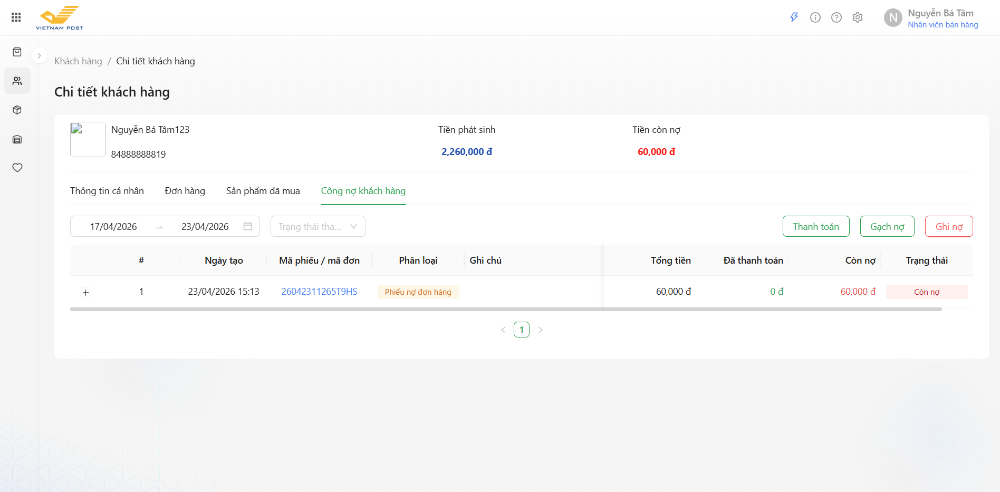 VIETNAM POST
N
Nguyễn Bá Tâm
Nhân viên bán hàng
Khách hàng / Chi tiết khách hàng
Chi tiết khách hàng
Nguyễn Bá Tâm123
84888888819
Tiền phát sinh
2,260,000 đ
Tiền còn nợ
60,000 đ
Thông tin cá nhân Đơn hàng Sản phẩm đã mua Công nợ khách hàng
17/04/2026 → 23/04/2026 Trạng thái tha... Thanh toán Gạch nợ Ghi nợ
# Ngày tạo Mã phiếu / mã đơn Phân loại Ghi chú Tổng tiền Đã thanh toán Còn nợ Trạng thái
1 23/04/2026 15:13 26042311265T9HS Phiếu nợ đơn hàng 60,000 đ 0 đ 60,000 đ Còn nợ
1